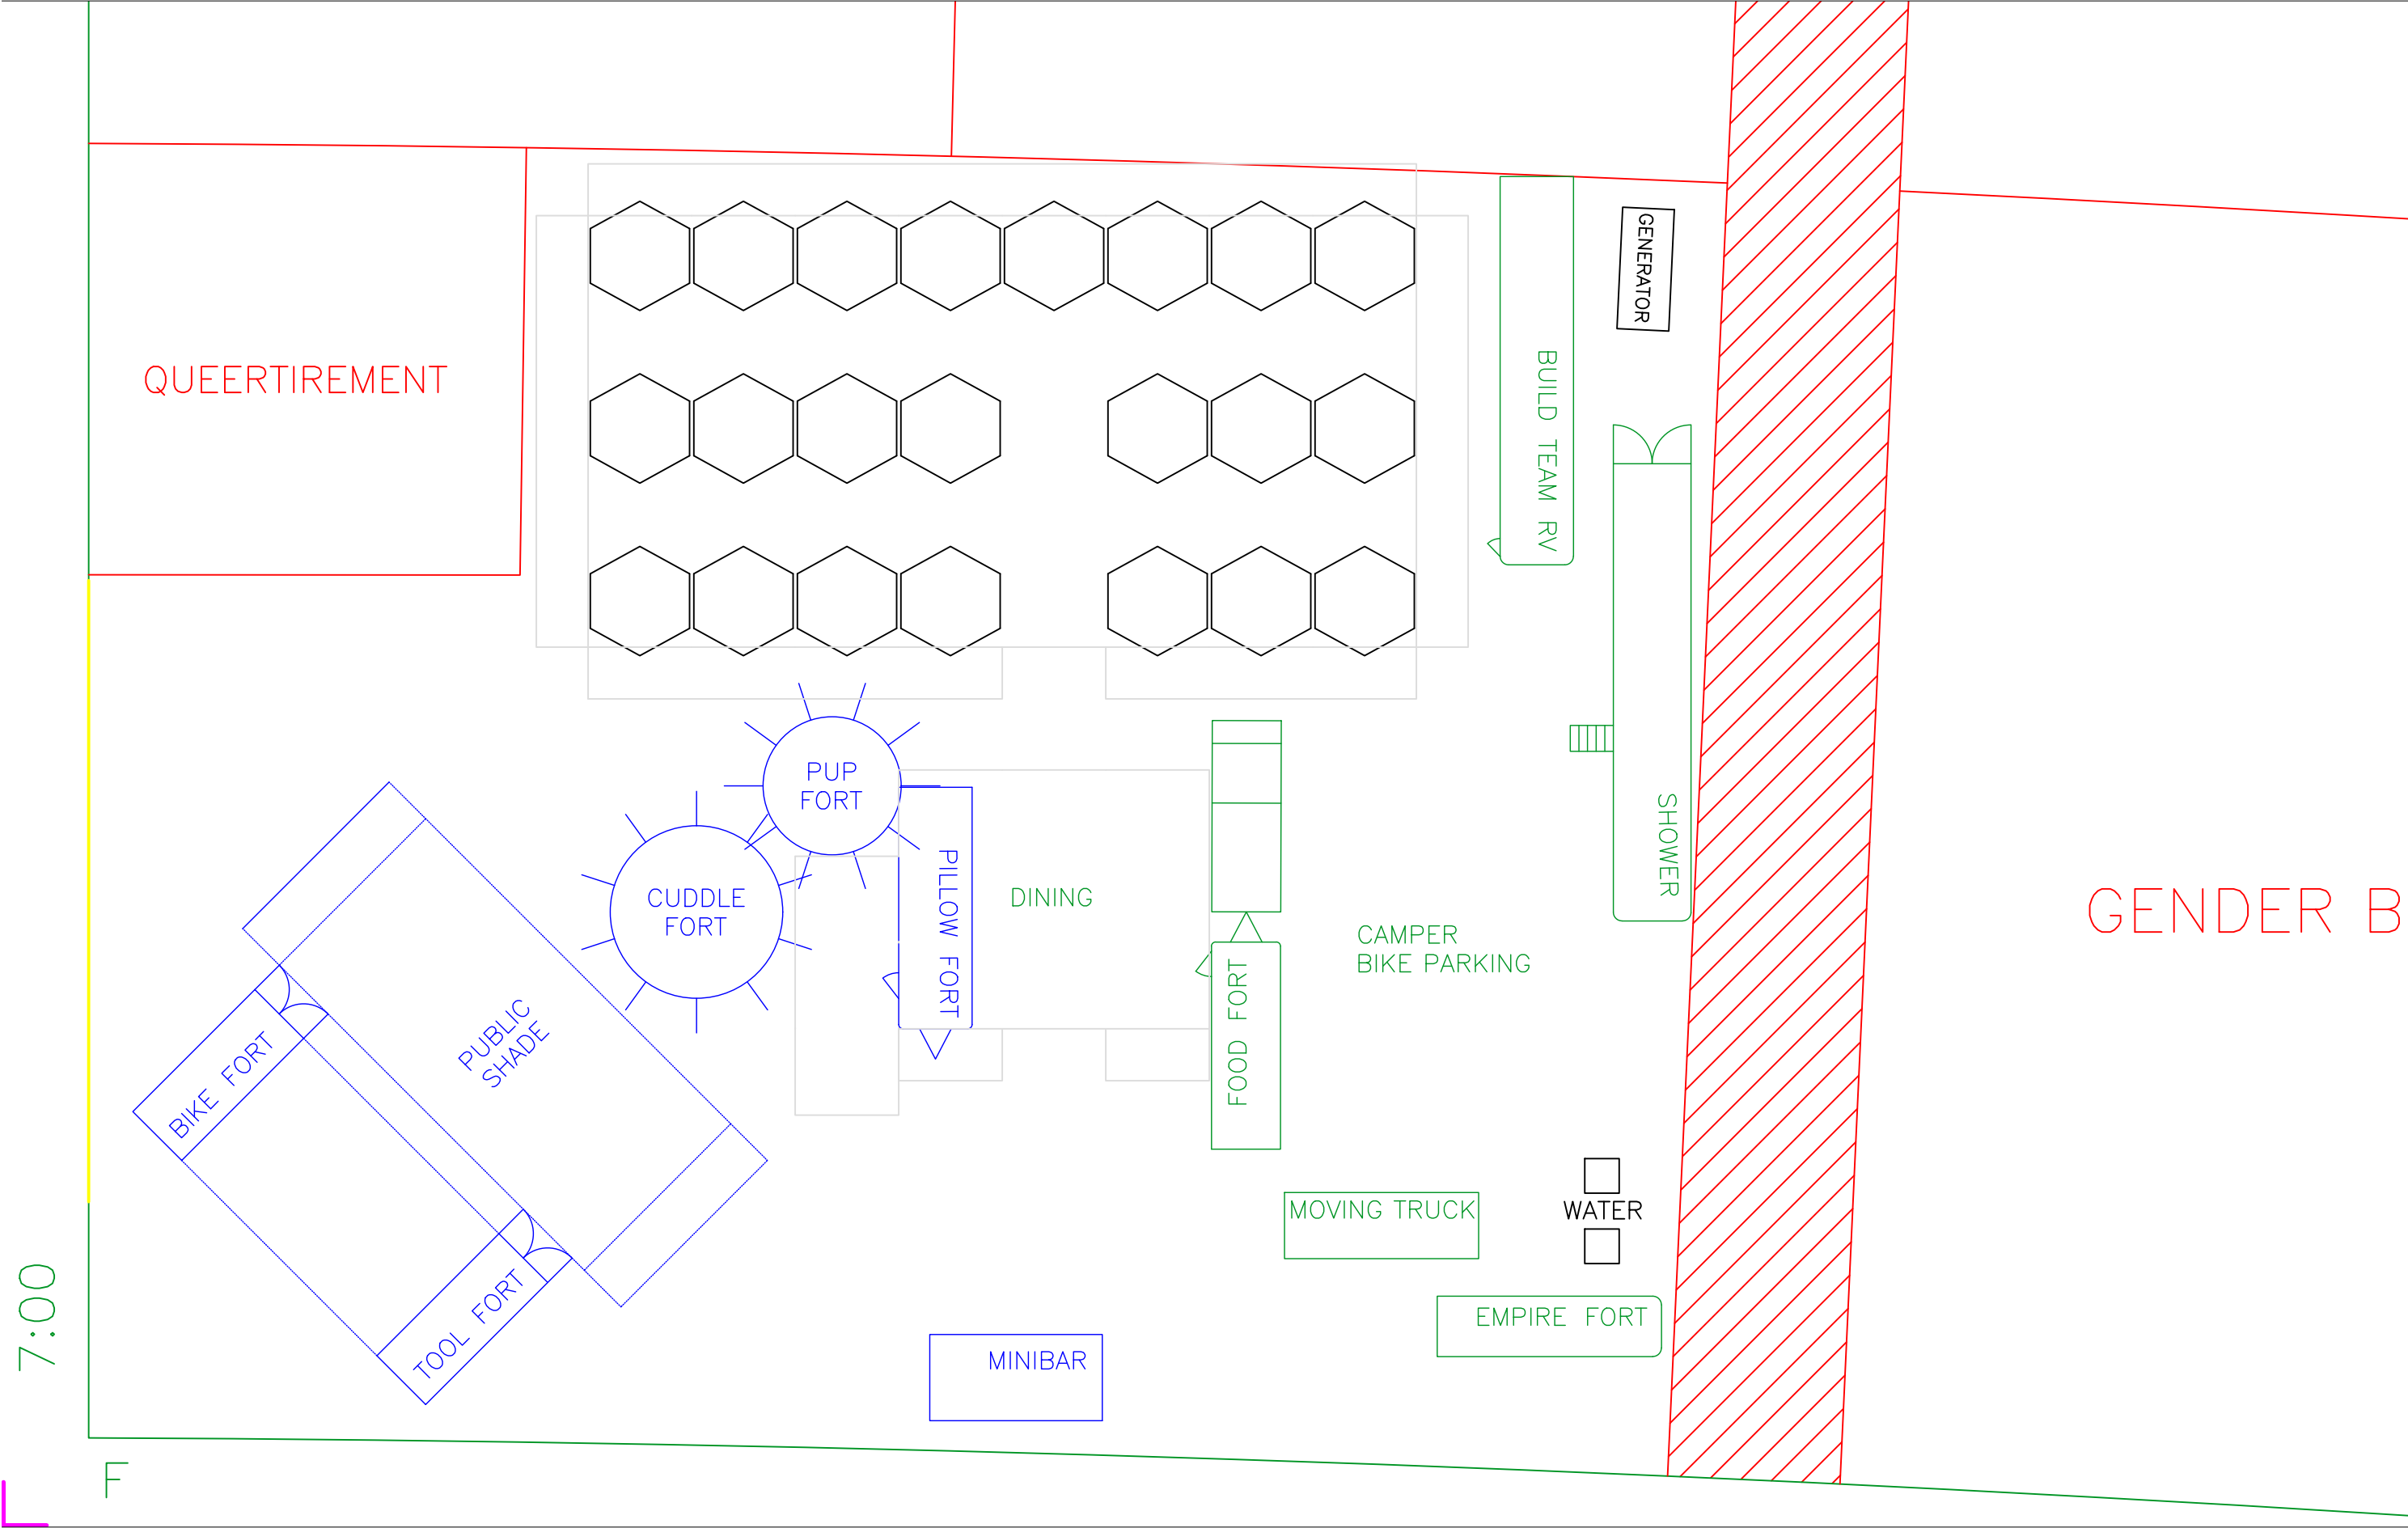 GENERATOR
QUEERTIREMENT
BUILD TEAM RV
PUP
FORT
SHOWER
CUDDLE
FORT
PILLOW FORT
DINING
GENDER B
CAMPER
BIKE PARKING
FOOD FORT
PUBLIC
SHADE
BIKE FORT
MOVING TRUCK
WATER
7:00
TOOL FORT
EMPIRE FORT
MINIBAR
F